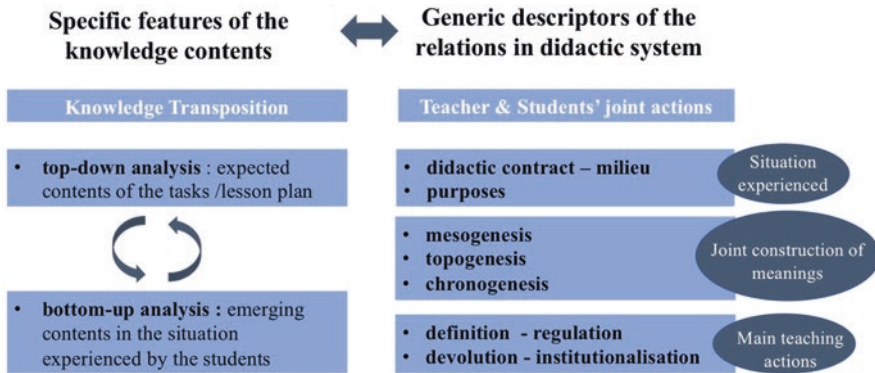 Specific features of the
knowledge contents
Generic descriptors of the
relations in didactic system
Knowledge Transposition
• top-down analysis : expected
contents of the tasks /lesson plan
• bottom-up analysis : emerging
contents in the situation
experienced by the students
Teacher & Students' joint actions
• didactic contract – milieu
• purposes
Situation
experienced
• mesogenesis
• topogenesis
• chronogenesis
Joint construction of
meanings
• definition - regulation
• devolution - institutionalisation
Main teaching
actions